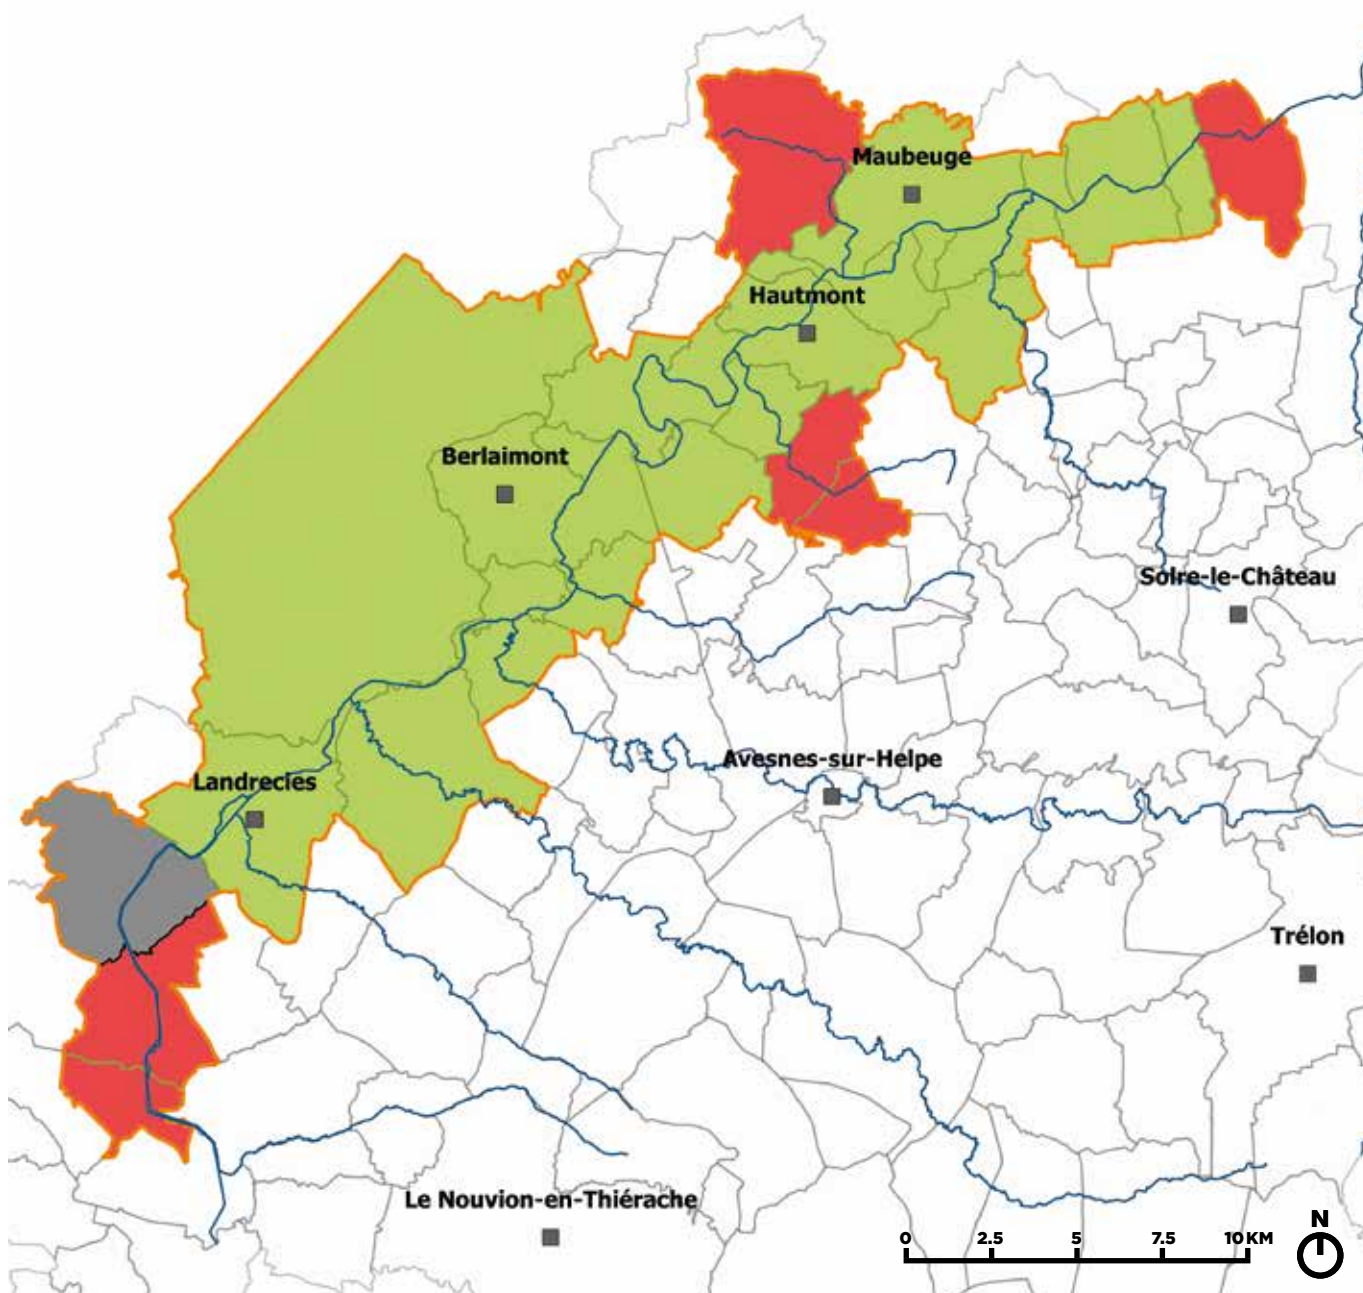 Maubeuge
Hautmont
Berlaimont
Solre-le-Château
Landrecies
Avesnes-sur-Helpe
Trélon
Le Nouvion-en-Thiérache
0 2.5 5 7.5 10 KM
N